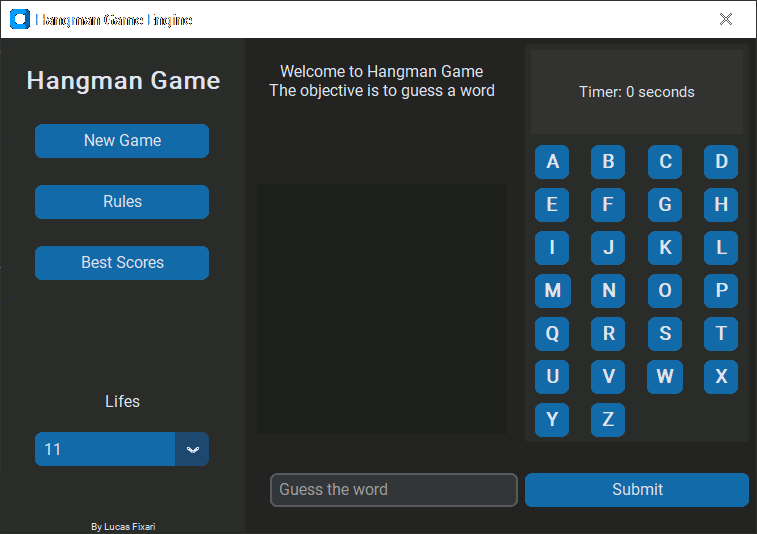 Hangman Game Engine
Hangman Game
New Game
Rules
Best Scores
Lifes
11
By Lucas Fixari
Welcome to Hangman Game
The objective is to guess a word
Guess the word
Timer: 0 seconds
A B C D
E F G H
I J K L
M N O P
Q R S T
U V W X
Y Z
Submit